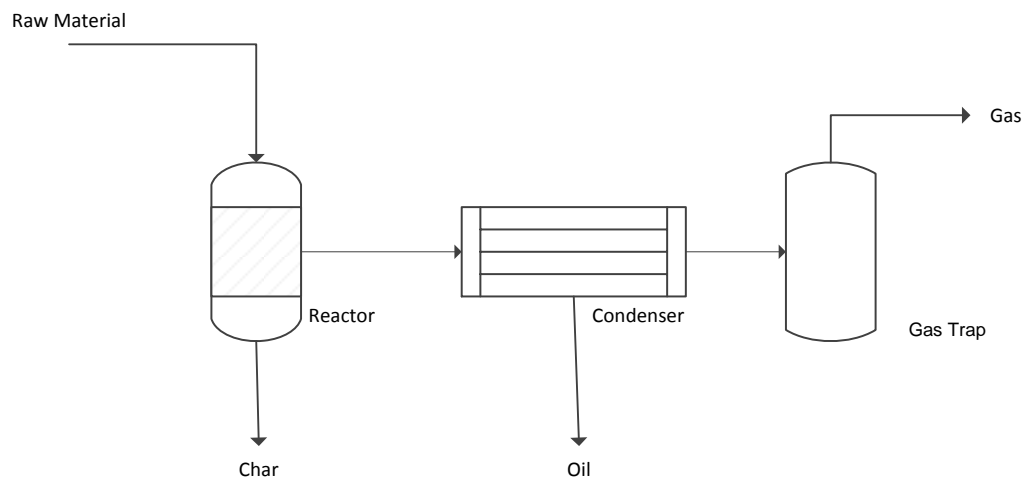 Raw Material
Gas
Reactor
Condenser
Gas Trap
Char
Oil